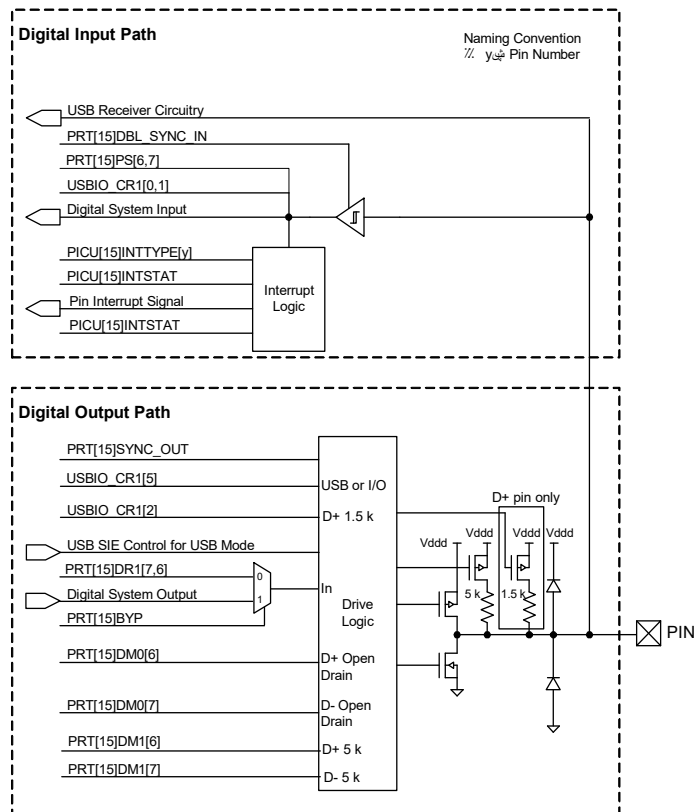 Digital Input Path
Naming Convention
Pin Number
USB Receiver Circuitry
PRT[15]DBL_SYNC_IN
PRT[15]PS[6,7]
USBIO_CR1[0,1]
Digital System Input
PICU[15]INTTYPE[y]
PICU[15]INTSTAT
Pin Interrupt Signal
PICU[15]INTSTAT
Interrupt
Logic
Digital Output Path
PRT[15]SYNC_OUT
USBIO_CR1[5]
USB or I/O
USBIO_CR1[2]
D+ 1.5 k
USB SIE Control for USB Mode
PRT[15]DR1[7,6]
0
Digital System Output
1
PRT[15]BYP
In
Drive
Logic
PRT[15]DM0[6]
D+ Open
Drain
PRT[15]DM0[7]
D- Open
Drain
PRT[15]DM1[6]
D+ 5 k
PRT[15]DM1[7]
D- 5 k
D+ pin only
Vddd
Vddd
Vddd
Vddd
5 k
1.5 k
PIN